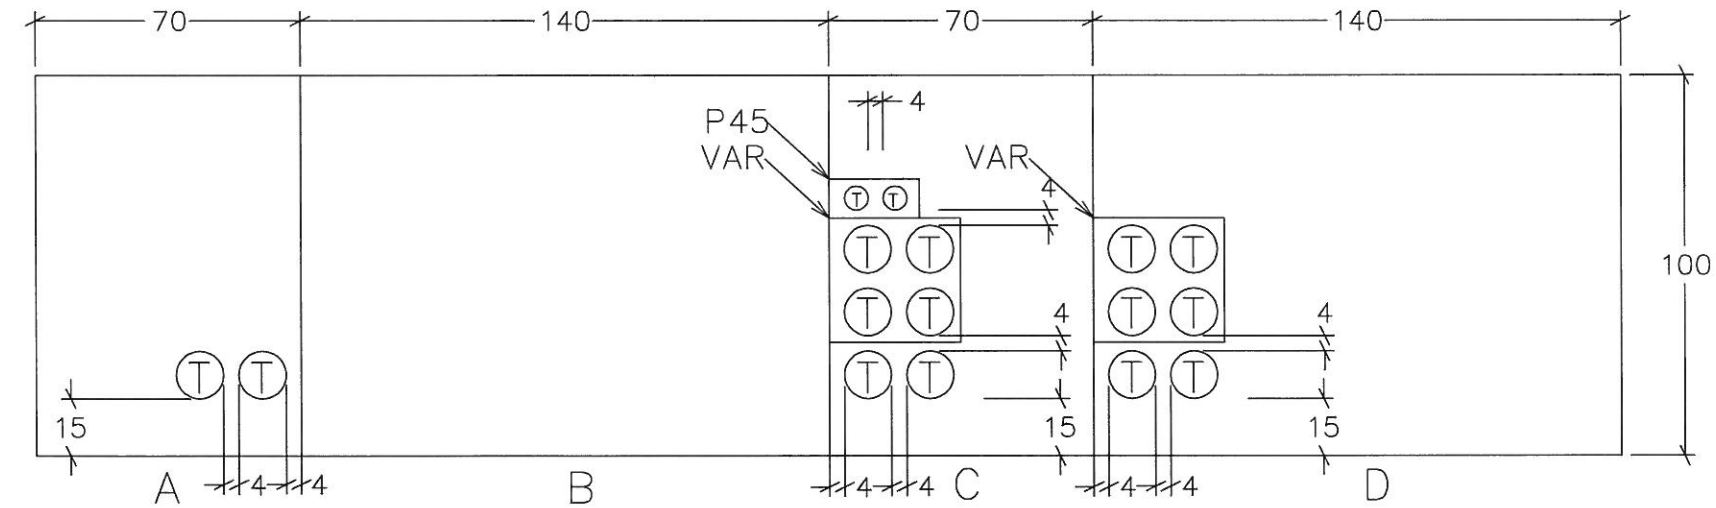 70 140 70 140
4
P45
VAR VAR
4
T T
T T T T
100
T T T T
4 4
T T T T T T
15 15 15
A 4 4 B 4 4 C 4 4 D